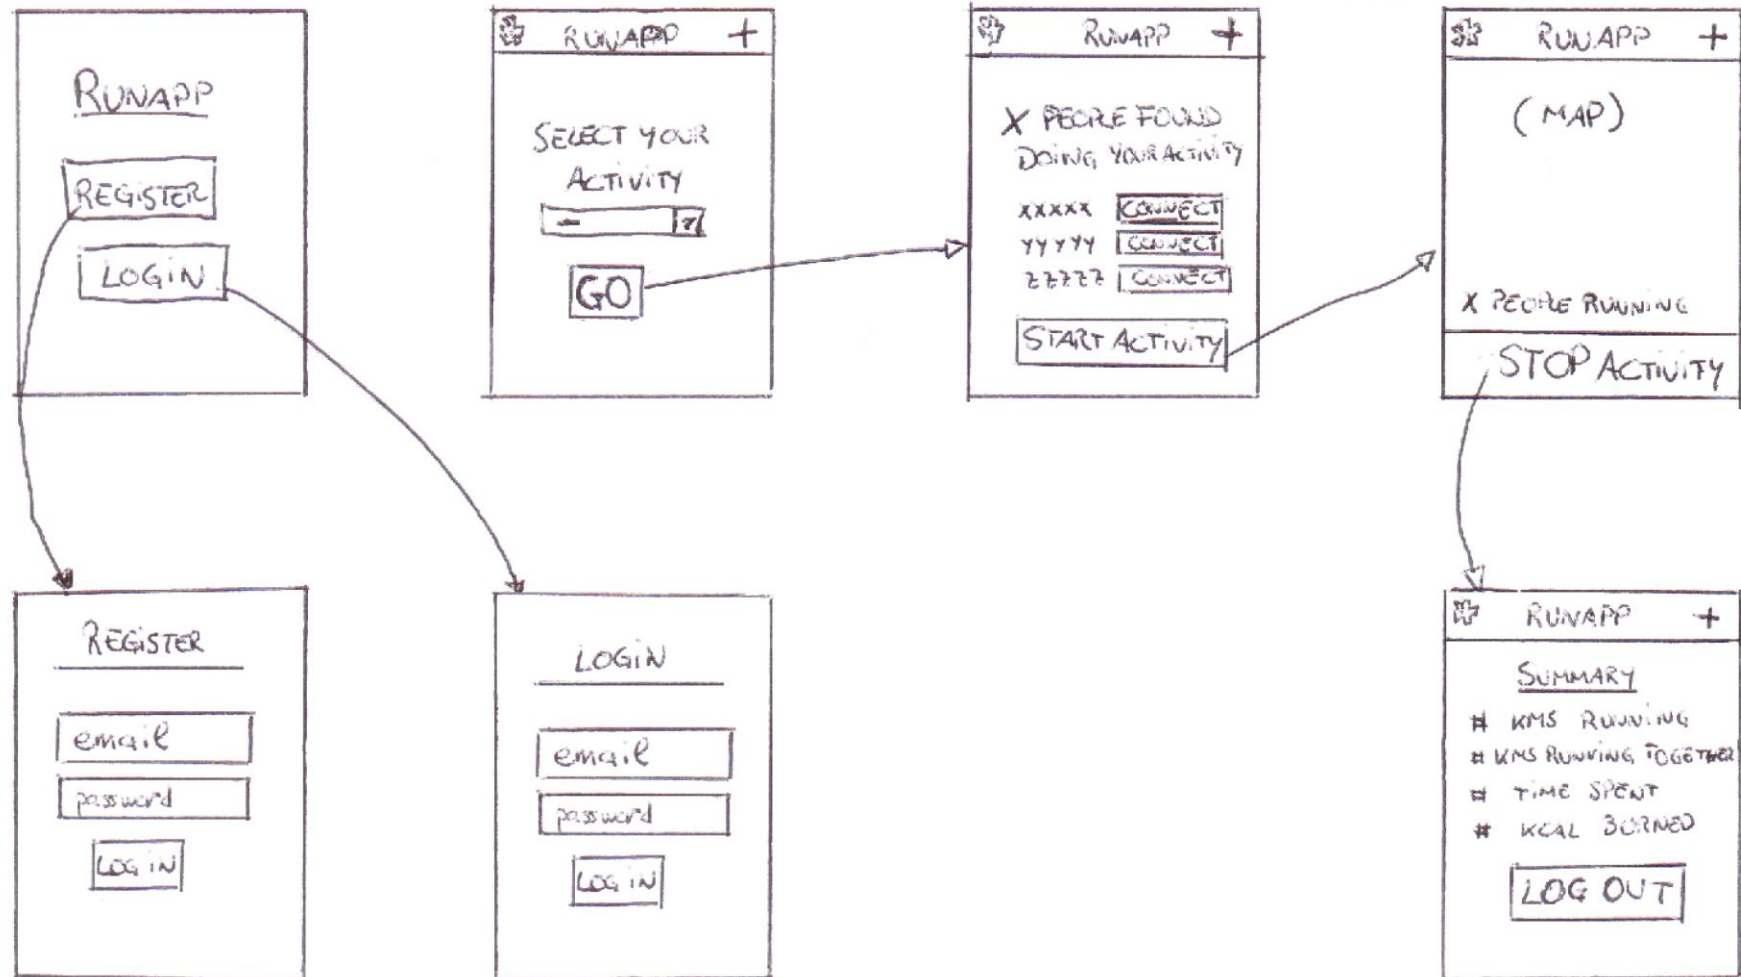 RUNAPP
REGISTER
LOGIN
RUNAPP +
SELECT YOUR
ACTIVITY
GO
RUNAPP +
X PEOPLE FOUND
DOING YOUR ACTIVITY
XXXXX CONNECT
YYYYY CONNECT
ZZZZZ CONNECT
START ACTIVITY
RUNAPP +
(MAP)
X PEOPLE RUNNING
STOP ACTIVITY
REGISTER
email
password
LOG IN
LOGIN
email
password
LOG IN
RUNAPP +
SUMMARY
# KMS RUNNING
# KMS RUNNING TOGETHER
# TIME SPENT
# KCAL BURNED
LOG OUT